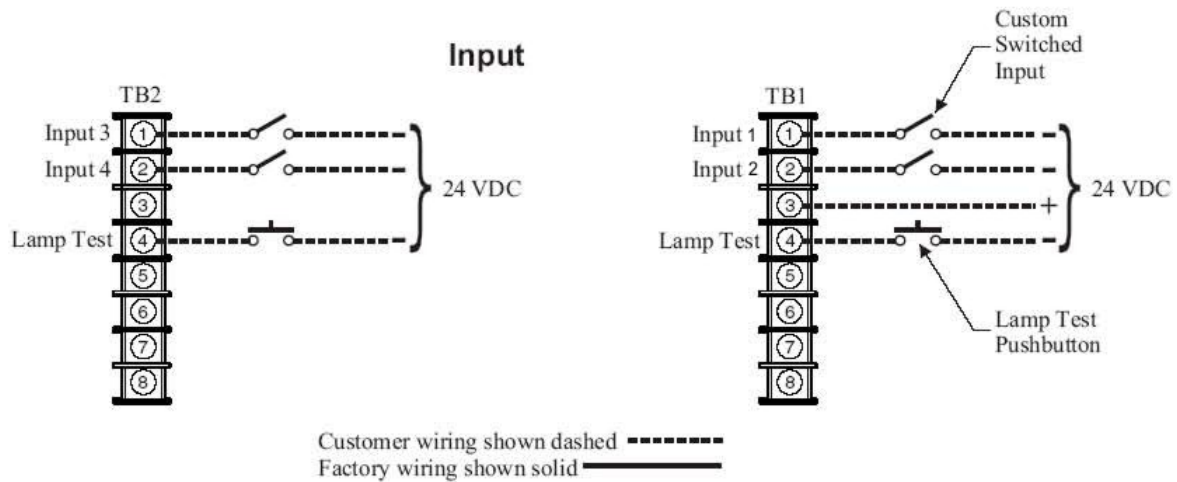 Input
TB2
Input 3
1
-
Input 4
2
-
3
Lamp Test
4
-
5
6
7
8
24 VDC
Custom
Switched
Input
TB1
Input 1
1
-
Input 2
2
-
3
+
Lamp Test
4
-
5
6
7
8
24 VDC
Lamp Test
Pushbutton
Customer wiring shown dashed
Factory wiring shown solid